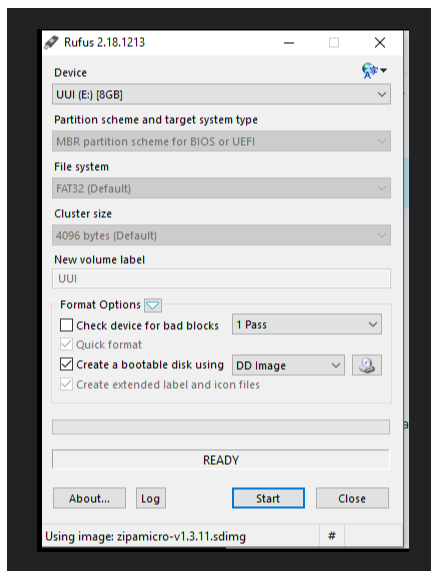 Rufus 2.18.1213
Device
UUI (E:) [8GB]
Partition scheme and target system type
MBR partition scheme for BIOS or UEFI
File system
FAT32 (Default)
Cluster size
4096 bytes (Default)
New volume label
UUI
Format Options
Check device for bad blocks 1 Pass
Quick format
Create a bootable disk using DD Image
Create extended label and icon files
READY
About... Log Start Close
Using image: zipamicro-v1.3.11.sdimg #